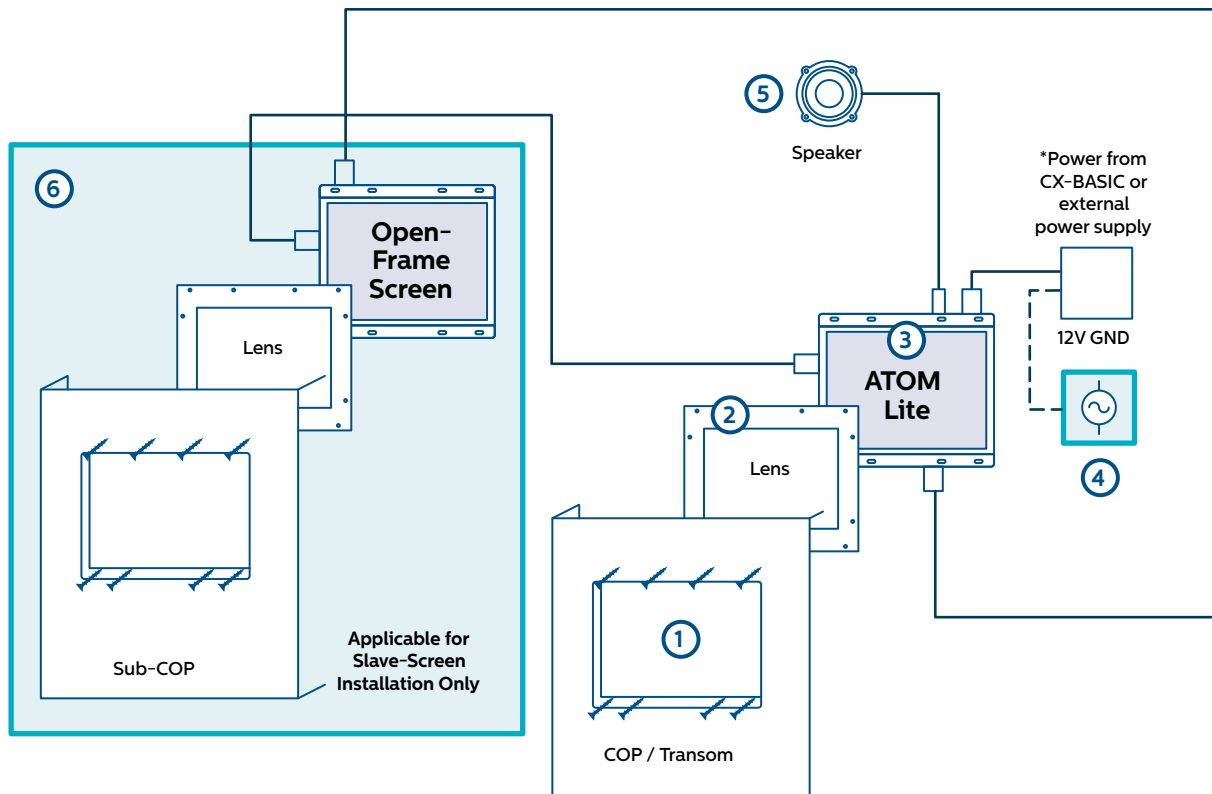 5
Speaker
*Power from
CX-BASIC or
external
power supply
12V GND
4
6
Open-
Frame
Screen
Lens
Sub-COP
Applicable for
Slave-Screen
Installation Only
3
ATOM
Lite
2
Lens
1
COP / Transom